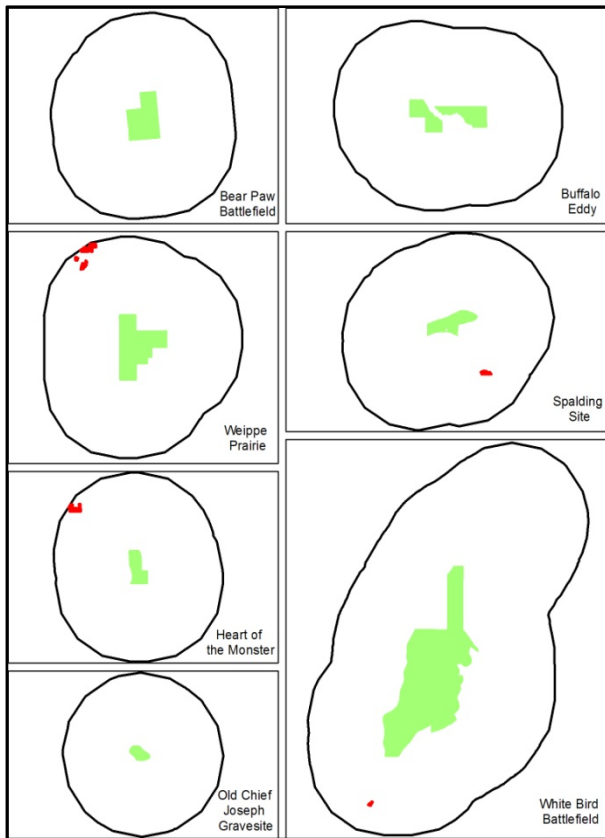 Bear Paw
Battlefield
Buffalo
Eddy
Weippe
Prairie
Spalding
Site
Heart of
the Monster
Old Chief
Joseph
Gravesite
White Bird
Battlefield